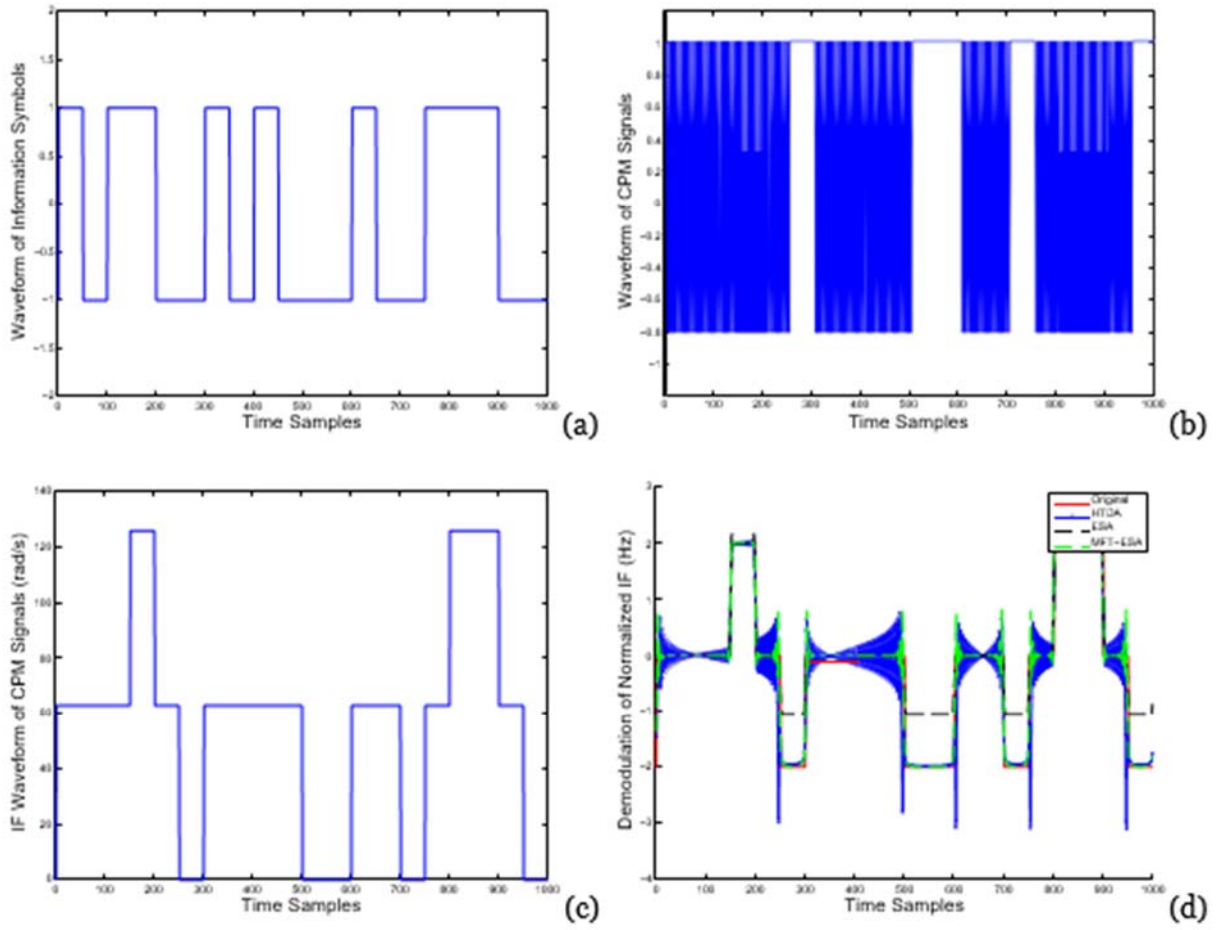 2
1.5
1
0.5
0
−0.5
−1
−1.5
−2
Waveform of Information Symbols
0 100 200 300 400 500 600 700 800 900 1000
Time Samples
(a)
1
0.8
0.6
0.4
0.2
0
−0.2
−0.4
−0.6
−0.8
−1
Waveform of CPM Signals
0 100 200 300 400 500 600 700 800 900 1000
Time Samples
(b)
140
120
100
80
60
40
20
0
IF Waveform of CPM Signals (rad/s)
0 100 200 300 400 500 600 700 800 900 1000
Time Samples
(c)
3
2
1
0
−1
−2
−3
−4
Demodulation of Normalized IF (Hz)
Original
HTDA
ESA
MFT−ESA
0 100 200 300 400 500 600 700 800 900 1000
Time Samples
(d)